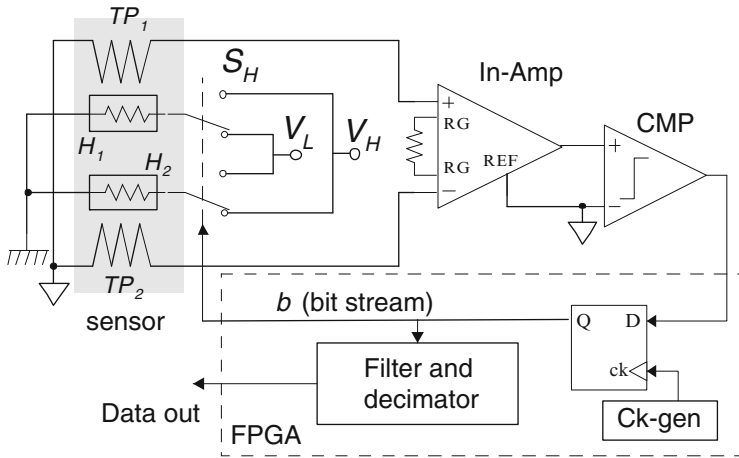 TP1
SH
In-Amp
H1
VL
VH
CMP
+
RG
RG
REF
−
+
−
H2
TP2
sensor
b (bit stream)
Q
D
ck
Filter and
decimator
Data out
FPGA
Ck-gen